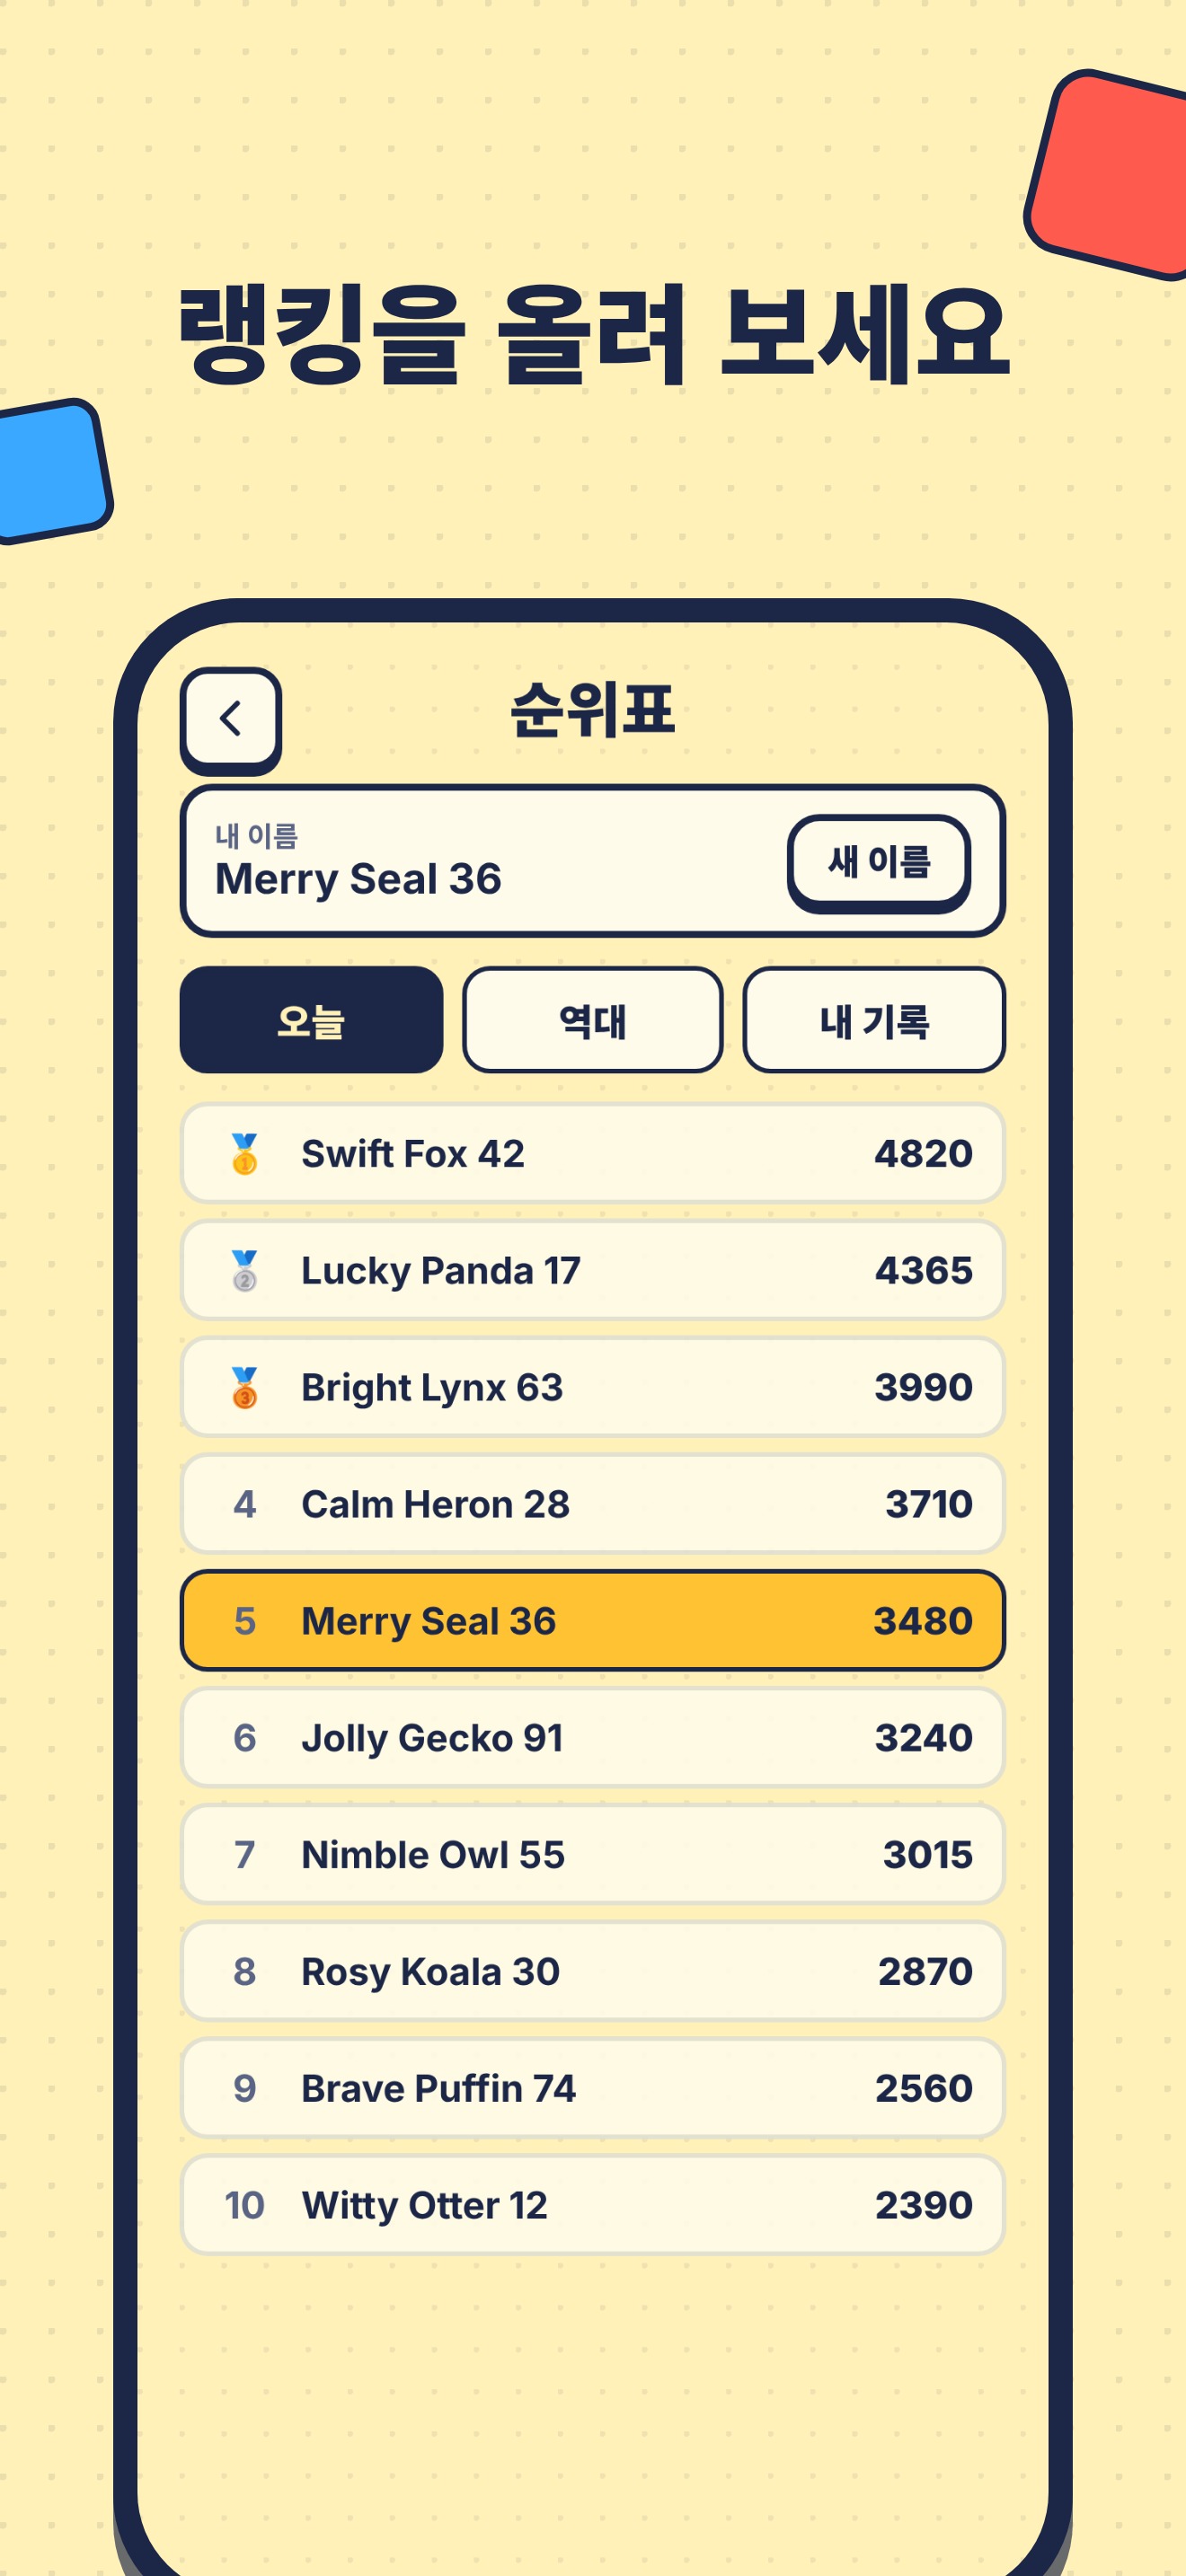 랭킹을 올려 보세요
순위표
내 이름
Merry Seal 36
새 이름
오늘 역대 내 기록
1 Swift Fox 42 4820
2 Lucky Panda 17 4365
3 Bright Lynx 63 3990
4 Calm Heron 28 3710
5 Merry Seal 36 3480
6 Jolly Gecko 91 3240
7 Nimble Owl 55 3015
8 Rosy Koala 30 2870
9 Brave Puffin 74 2560
10 Witty Otter 12 2390